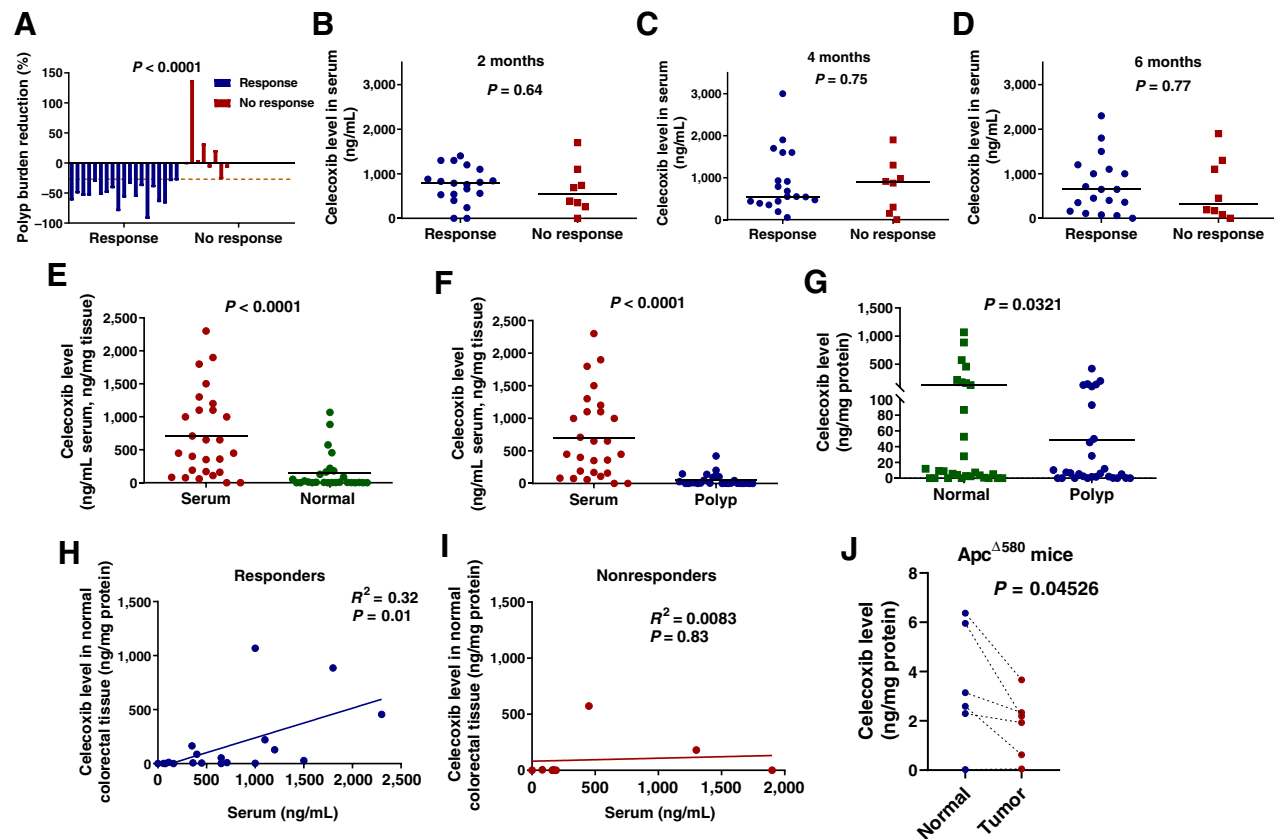 A
Polyp burden reduction (%)
P < 0.0001
Response
No response
150
100
50
0
−50
−100
Response
No response
B
2 months
P = 0.64
Celecoxib level in serum
(ng/mL)
3,000
2,000
1,000
0
Response
No response
C
4 months
P = 0.75
Celecoxib level in serum
(ng/mL)
3,000
2,000
1,000
0
Response
No response
D
6 months
P = 0.77
Celecoxib level in serum
(ng/mL)
3,000
2,000
1,000
0
Response
No response
E
P < 0.0001
Celecoxib level
(ng/mL serum, ng/mg tissue)
2,500
2,000
1,500
1,000
500
0
Serum
Normal
F
P < 0.0001
Celecoxib level
(ng/mL serum, ng/mg tissue)
2,500
2,000
1,500
1,000
500
0
Serum
Polyp
G
P = 0.0321
Celecoxib level
(ng/mg protein)
1,500
1,000
500
100
80
60
40
20
0
Normal
Polyp
H
Responders
R² = 0.32
P = 0.01
Celecoxib level in normal
colorectal tissue (ng/mg protein)
1,500
1,000
500
0
0
500
1,000
1,500
2,000
2,500
Serum (ng/mL)
I
Nonresponders
R² = 0.0083
P = 0.83
Celecoxib level in normal
colorectal tissue (ng/mg protein)
1,500
1,000
500
0
0
500
1,000
1,500
2,000
Serum (ng/mL)
J
Apc^Δ580 mice
P = 0.04526
Celecoxib level
(ng/mg protein)
8
6
4
2
0
Normal
Tumor